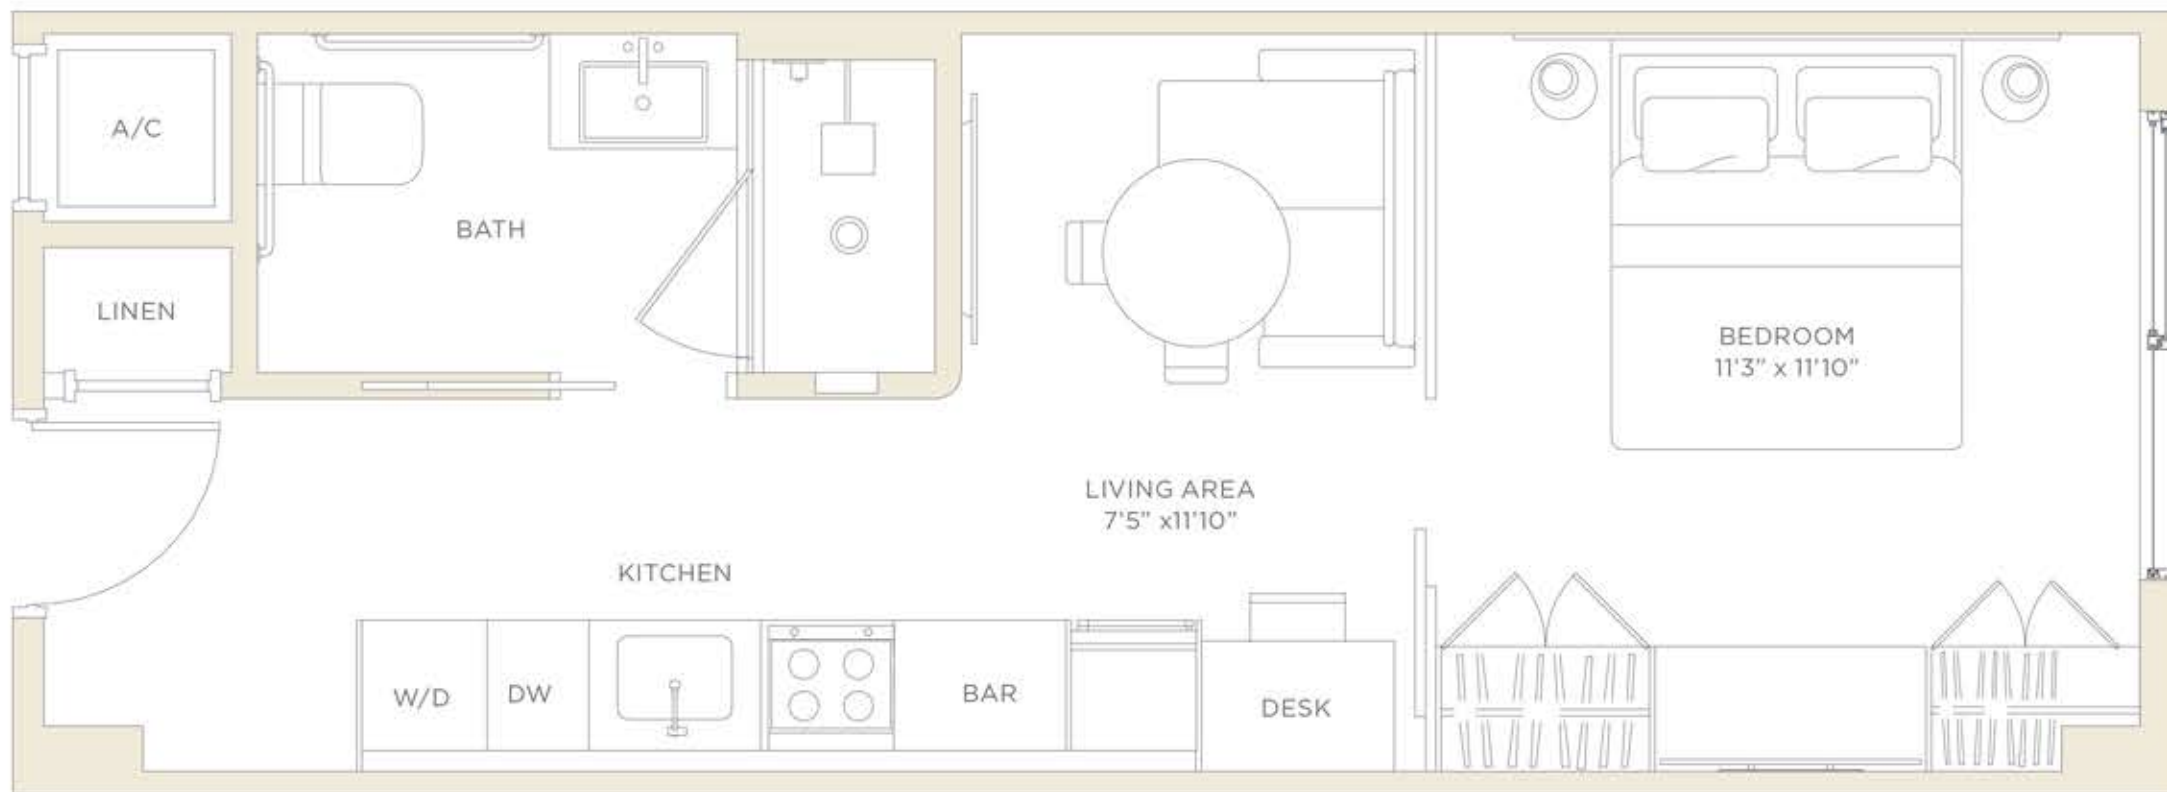 A/C
BATH
LINEN
BEDROOM
11'3" x 11'10"
LIVING AREA
7'5" x11'10"
KITCHEN
W/D
DW
BAR
DESK